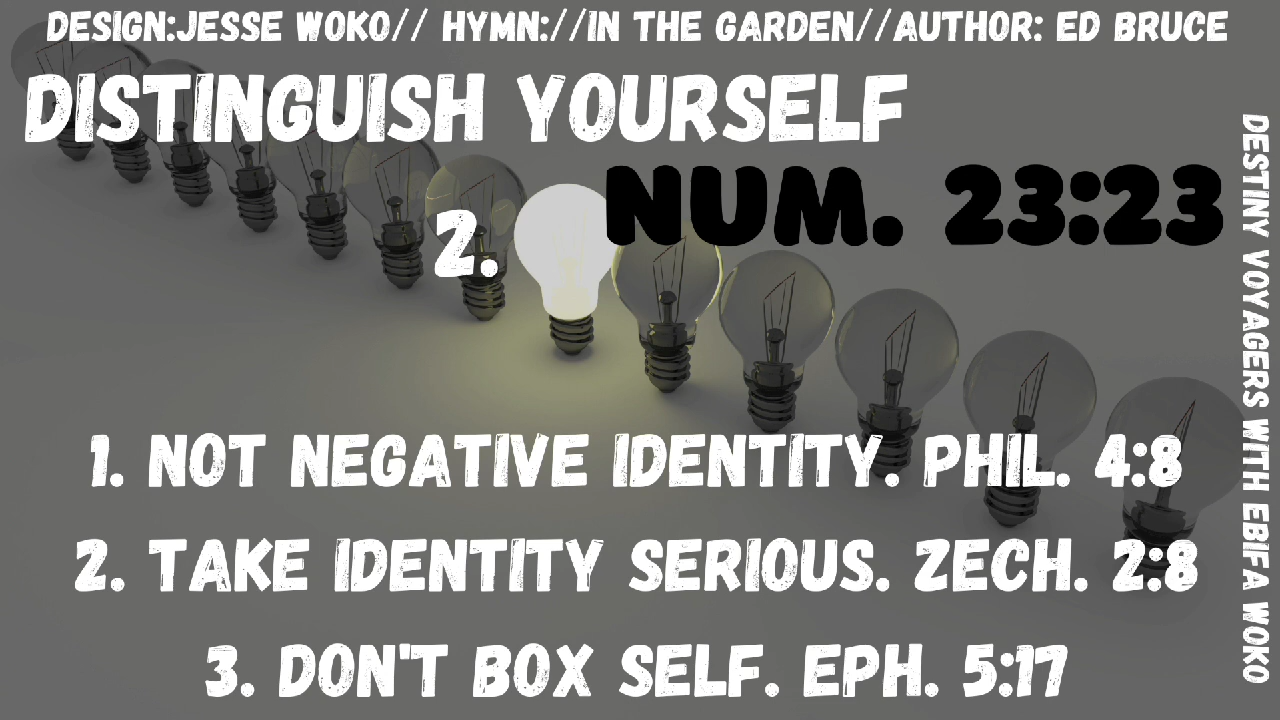 DESIGN:JESSE WOKO// HYMN://IN THE GARDEN//AUTHOR: ED BRUCE
DISTINGUISH YOURSELF
NUM. 23:23
2.
1. NOT NEGATIVE IDENTITY. PHIL. 4:8
2. TAKE IDENTITY SERIOUS. ZECH. 2:8
3. DON'T BOX SELF. EPH. 5:17
DESTINY VOYAGERS WITH EBIFA WOKO